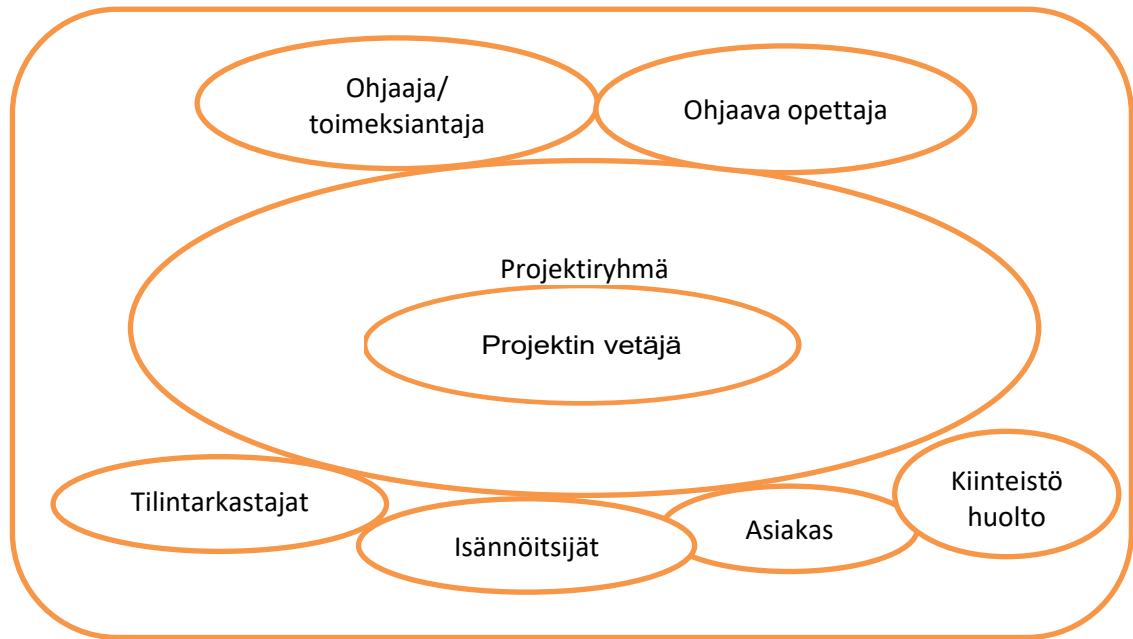 Ohjaaja/
toimeksiantaja
Ohjaava opettaja
Projektiryhmä
Projektin vetäjä
Tilintarkastajat
Isännöitsijät
Asiakas
Kiinteistö
huolto